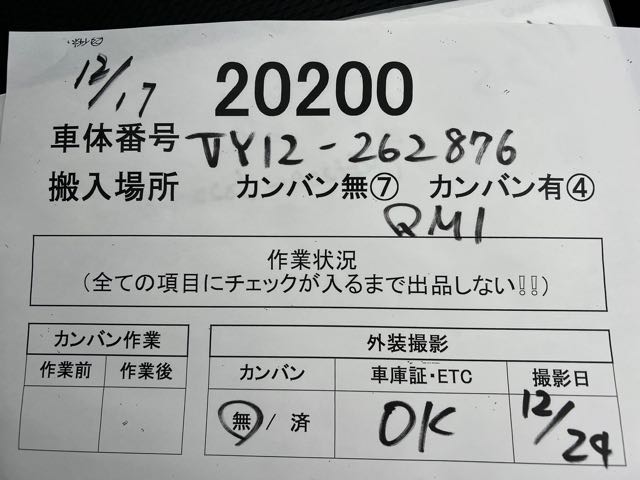 12/17
20200
車体番号 VY12-262876
搬入場所 カンバン無⑦ カンバン有④
QM1
作業状況
(全ての項目にチェックが入るまで出品しない!!)
カンバン作業
作業前 作業後
外装撮影
カンバン 車庫証・ETC 撮影日
無 / 済 OK 12/24